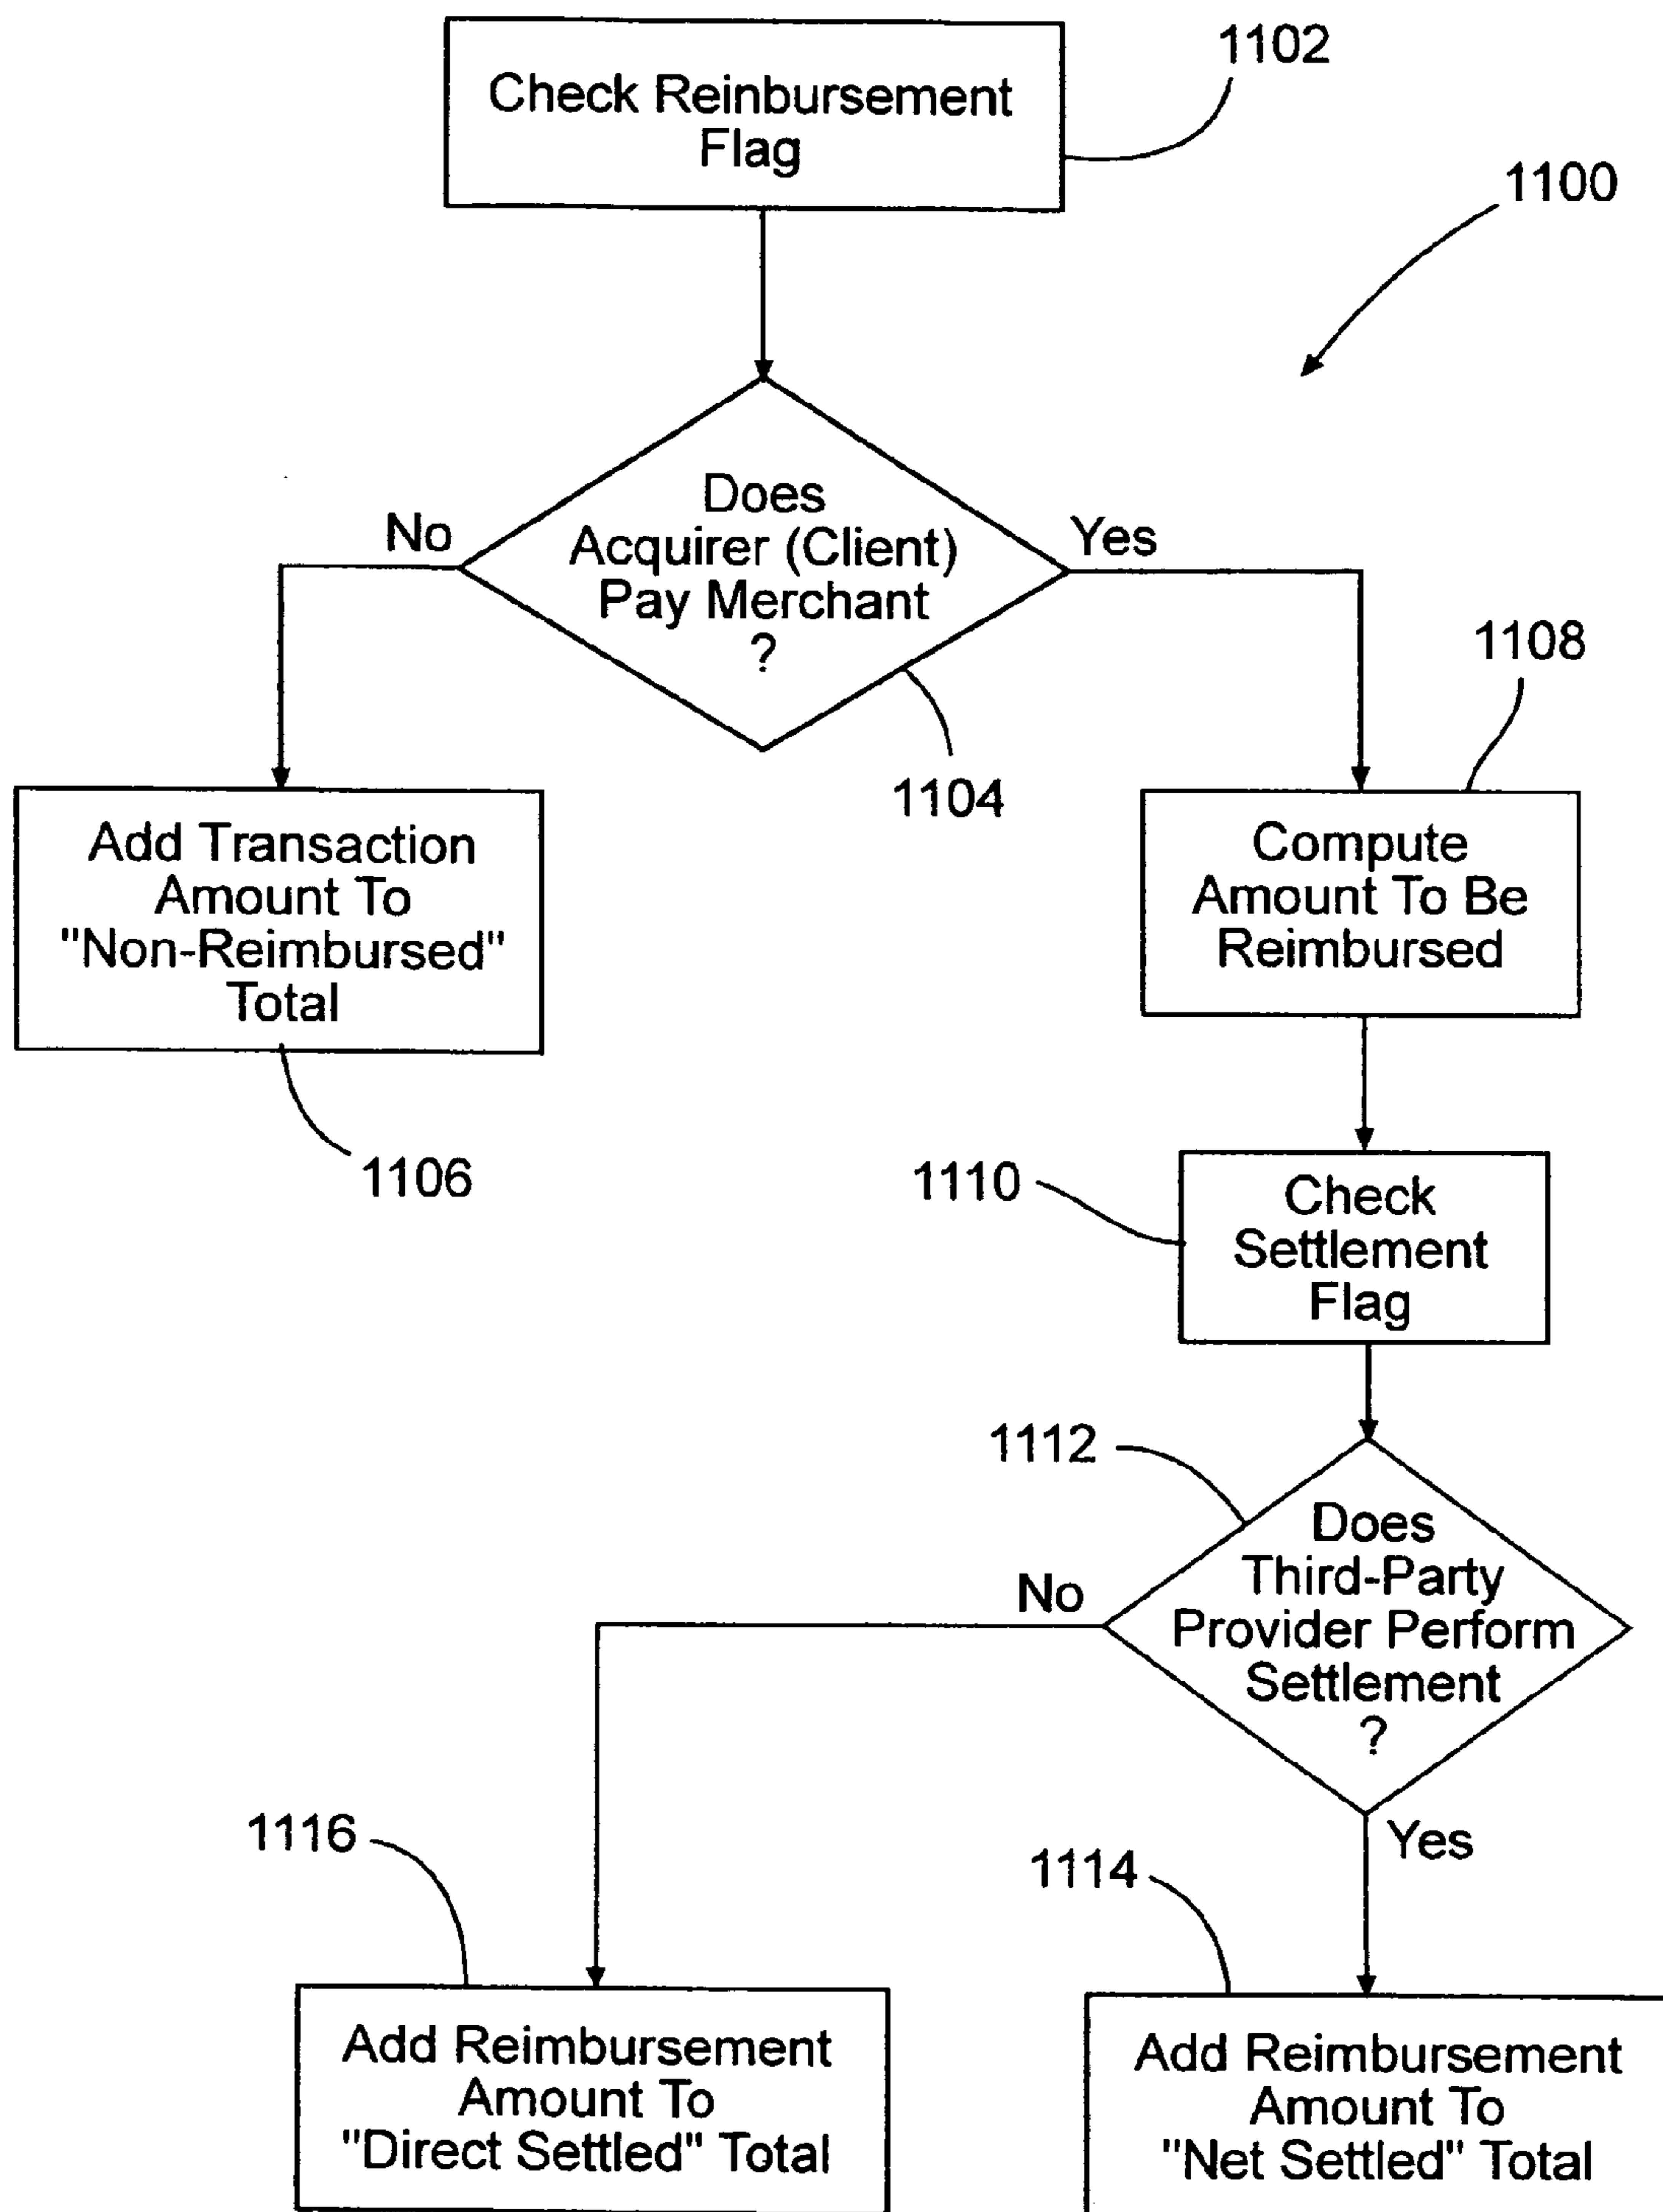 1102
Check Reinbursement
Flag
1100
Does
Acquirer (Client)
Pay Merchant
?
No
Yes
1104
1108
Add Transaction
Amount To
"Non-Reimbursed"
Total
1106
Compute
Amount To Be
Reimbursed
1110
Check
Settlement
Flag
1112
Does
Third-Party
Provider Perform
Settlement
?
No
Yes
1116
1114
Add Reimbursement
Amount To
"Direct Settled" Total
Add Reimbursement
Amount To
"Net Settled" Total